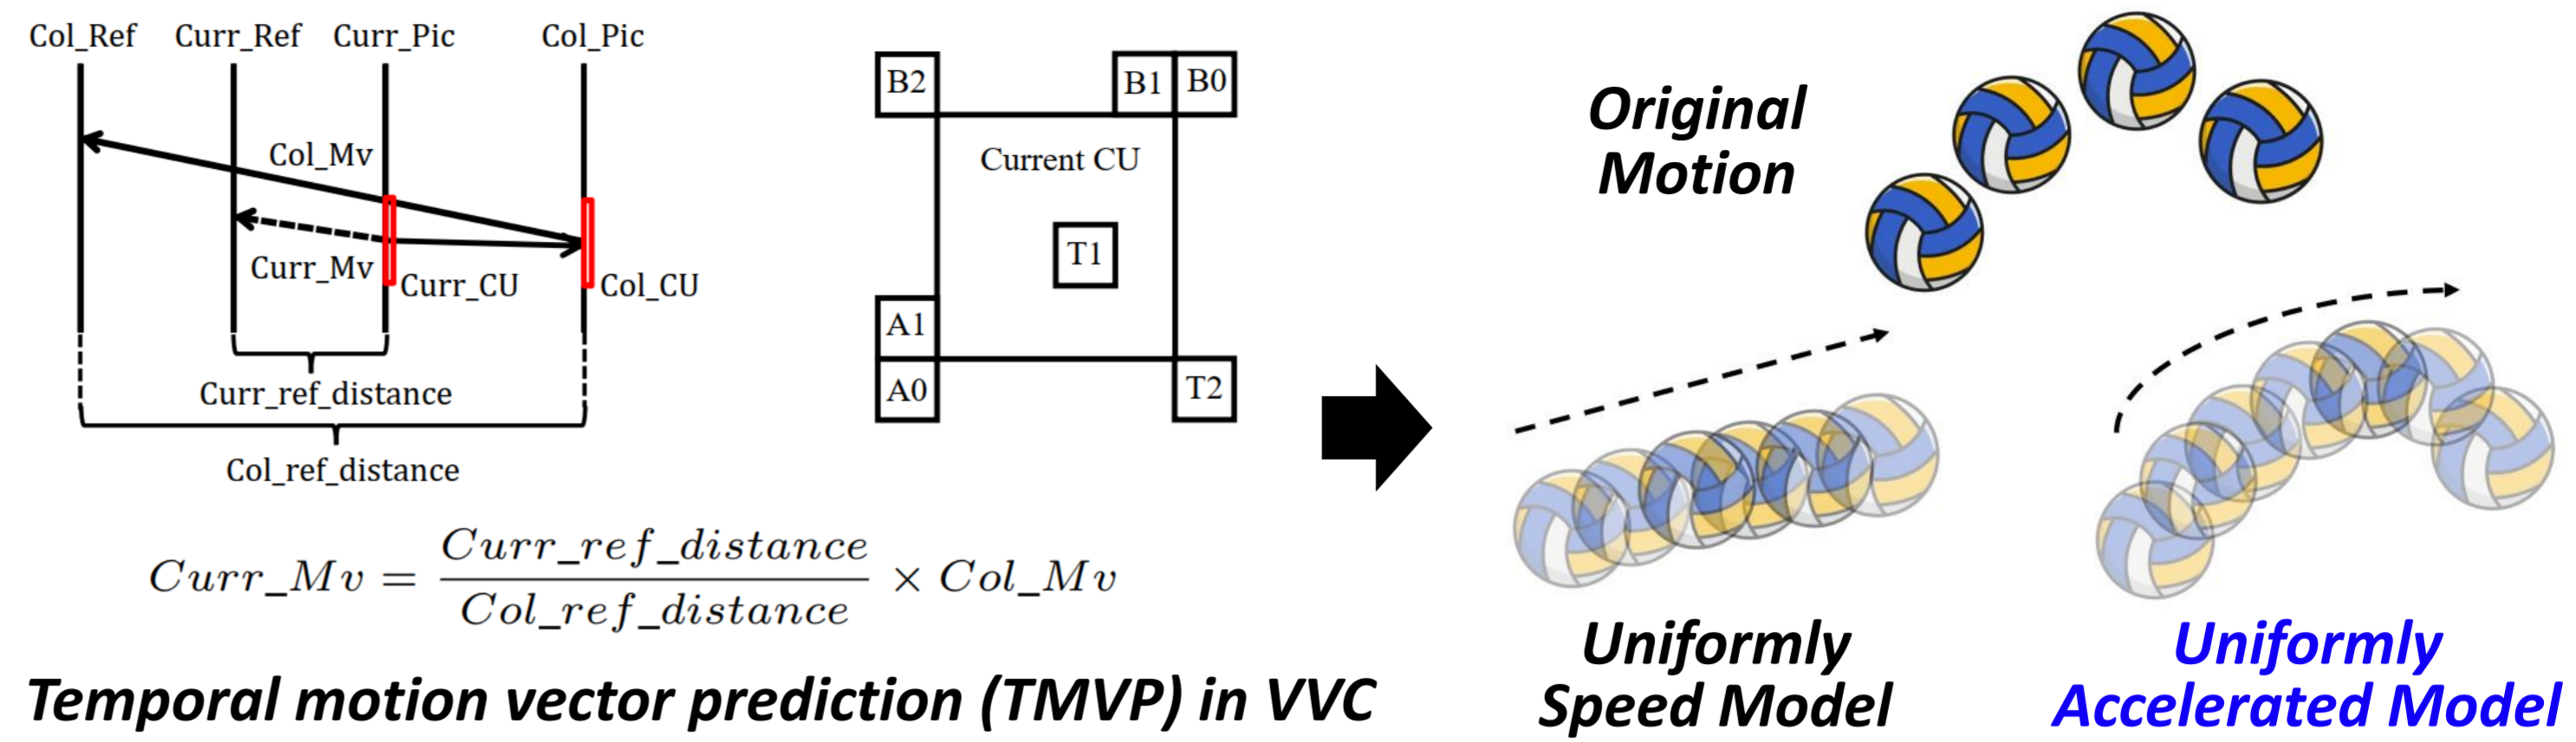 Col_Ref Curr_Ref Curr_Pic Col_Pic
Col_Mv
Curr_Mv
Curr_CU
Col_CU
Curr_ref_distance
Col_ref_distance
B2
B1
B0
Current CU
T1
A1
A0
T2
Curr_Mv = Curr_ref_distance / Col_ref_distance × Col_Mv
Temporal motion vector prediction (TMVP) in VVC
Original
Motion
Uniformly
Speed Model
Uniformly
Accelerated Model